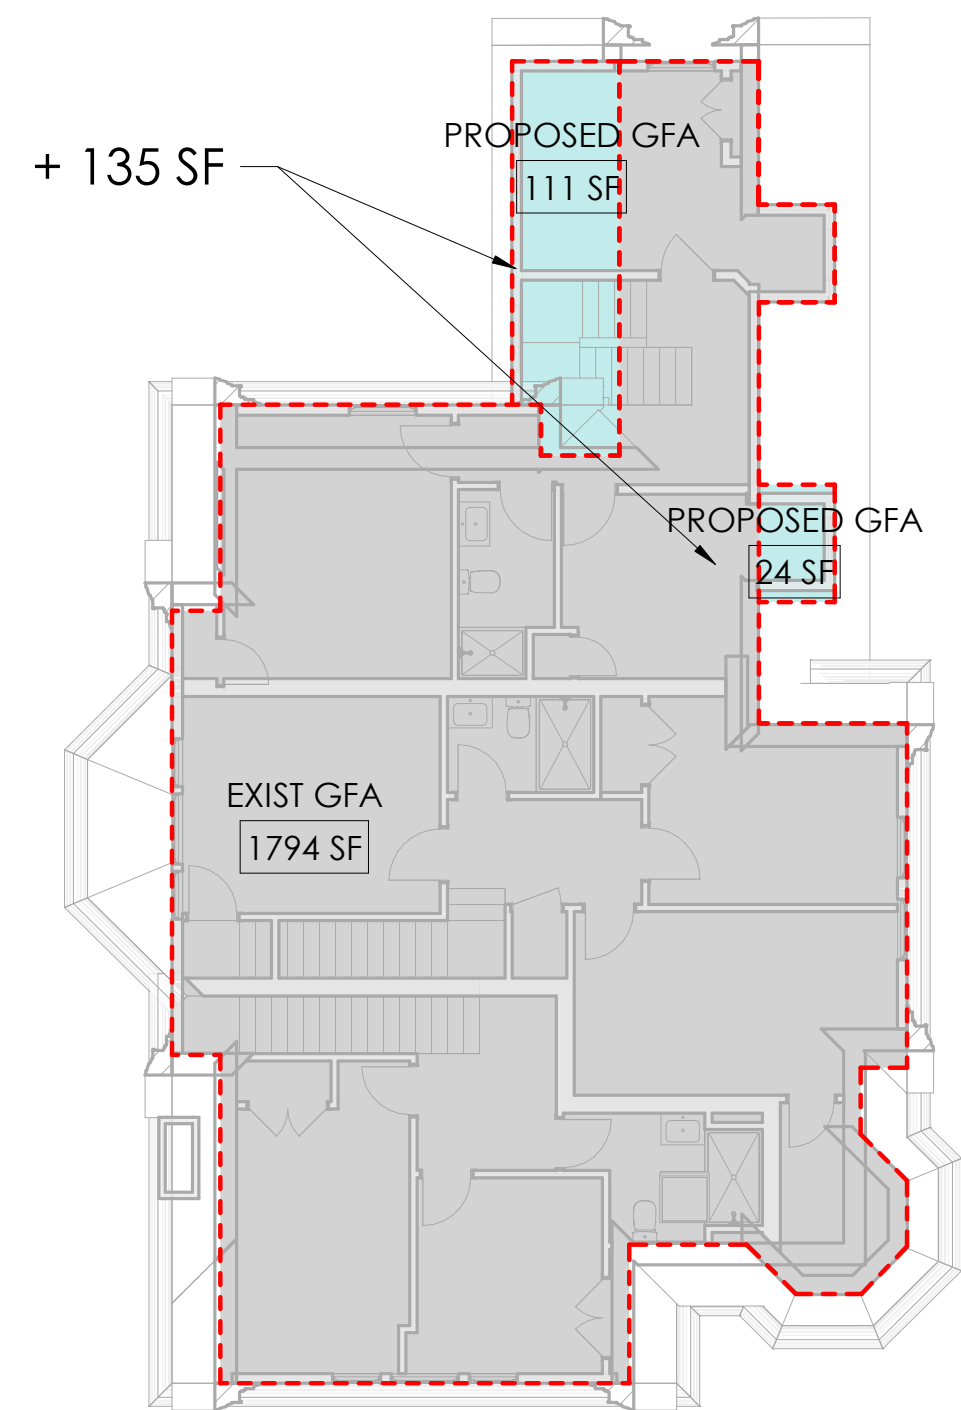 PROPOSED GFA
111 SF
+ 135 SF
PROPOSED GFA
24 SF
EXIST GFA
1794 SF